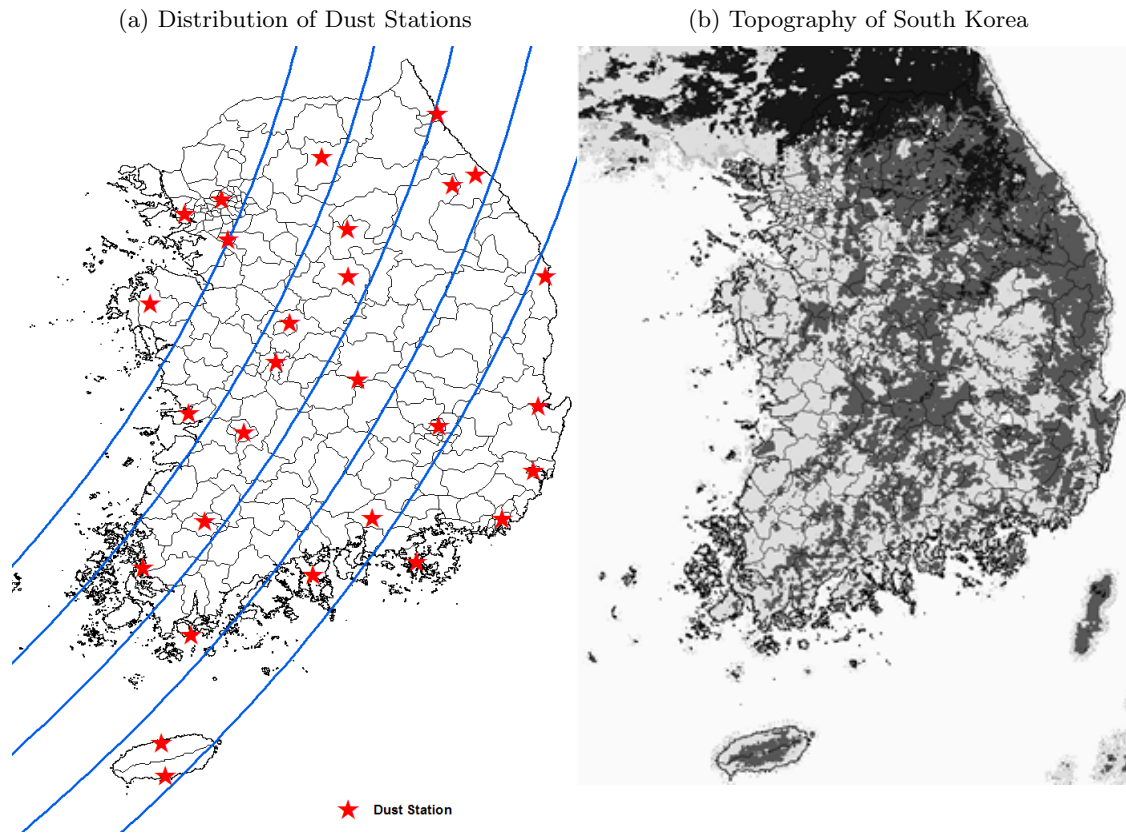 (a) Distribution of Dust Stations
(b) Topography of South Korea
Dust Station